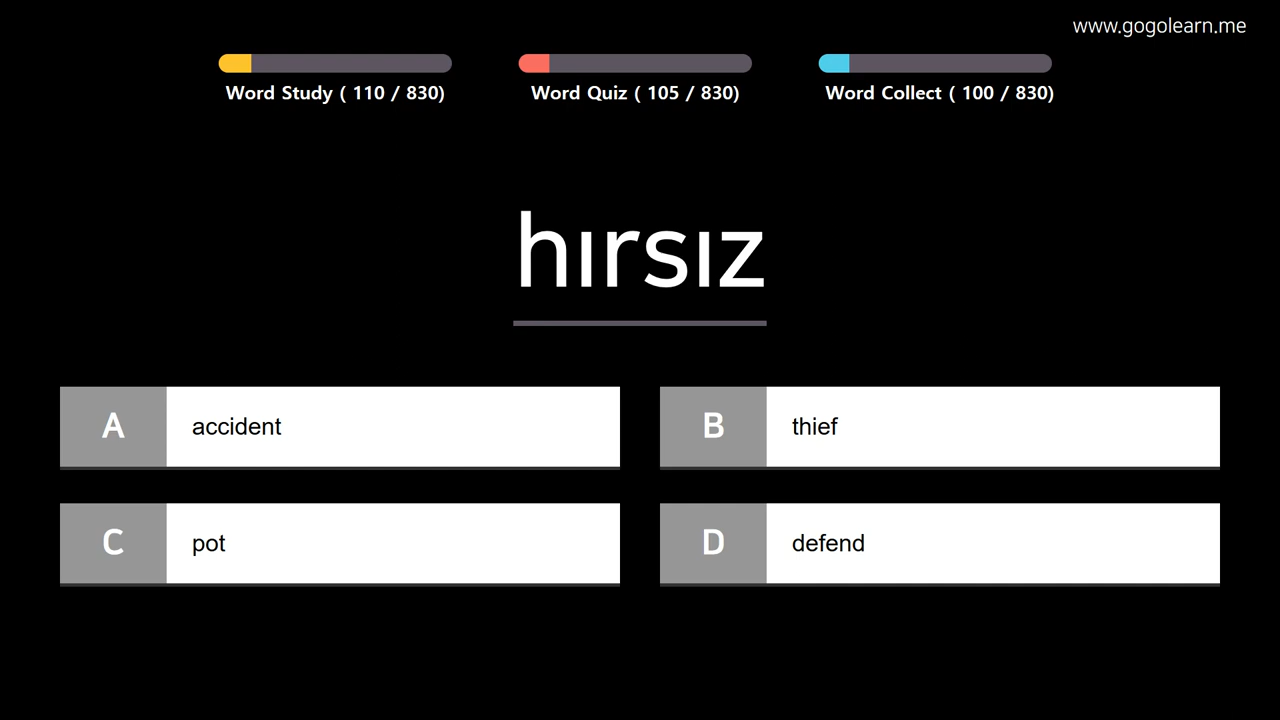 www.gogolearn.me
Word Study ( 110 / 830)
Word Quiz ( 105 / 830)
Word Collect ( 100 / 830)
hırsız
A accident
B thief
C pot
D defend